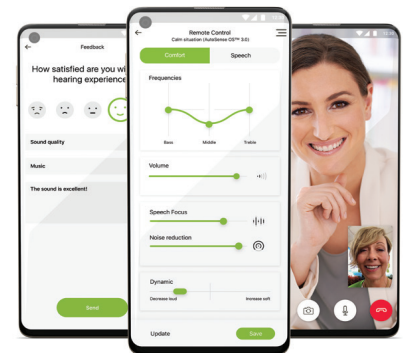 Feedback
How satisfied are you wi
hearing experience
Sound quality
Music
The sound is excellent!
Send
Remote Control
Calm situation (AutoSense OS™ 3.0)
Comfort
Speech
Frequencies
Bass
Middle
Treble
Volume
Speech Focus
Noise reduction
Dynamic
Decrease loud
Increase soft
Update
Save